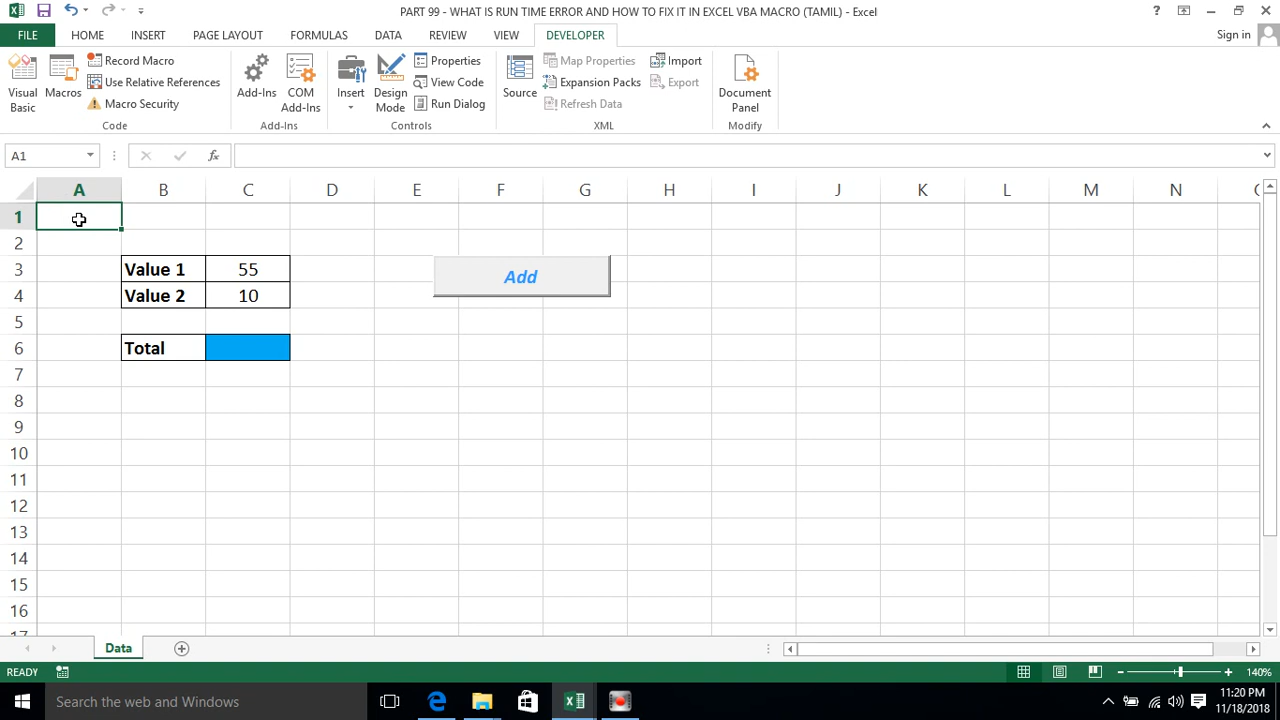 PART 99 - WHAT IS RUN TIME ERROR AND HOW TO FIX IT IN EXCEL VBA MACRO (TAMIL) - Excel
FILE HOME INSERT PAGE LAYOUT FORMULAS DATA REVIEW VIEW DEVELOPER Sign in
Visual Basic
Macros
Record Macro
Use Relative References
Macro Security
Code
Add-Ins
COM Add-Ins
Add-Ins
Insert
Design Mode
Properties
View Code
Run Dialog
Controls
Source
Map Properties
Expansion Packs
Refresh Data
Import
Export
XML
Document Panel
Modify
A1 fx
A B C D E F G H I J K L M N
1
2
3 Value 1 55 Add
4 Value 2 10
5
6 Total
7
8
9
10
11
12
13
14
15
16
17
Data
READY 140%
Search the web and Windows
11:20 PM
11/18/2018